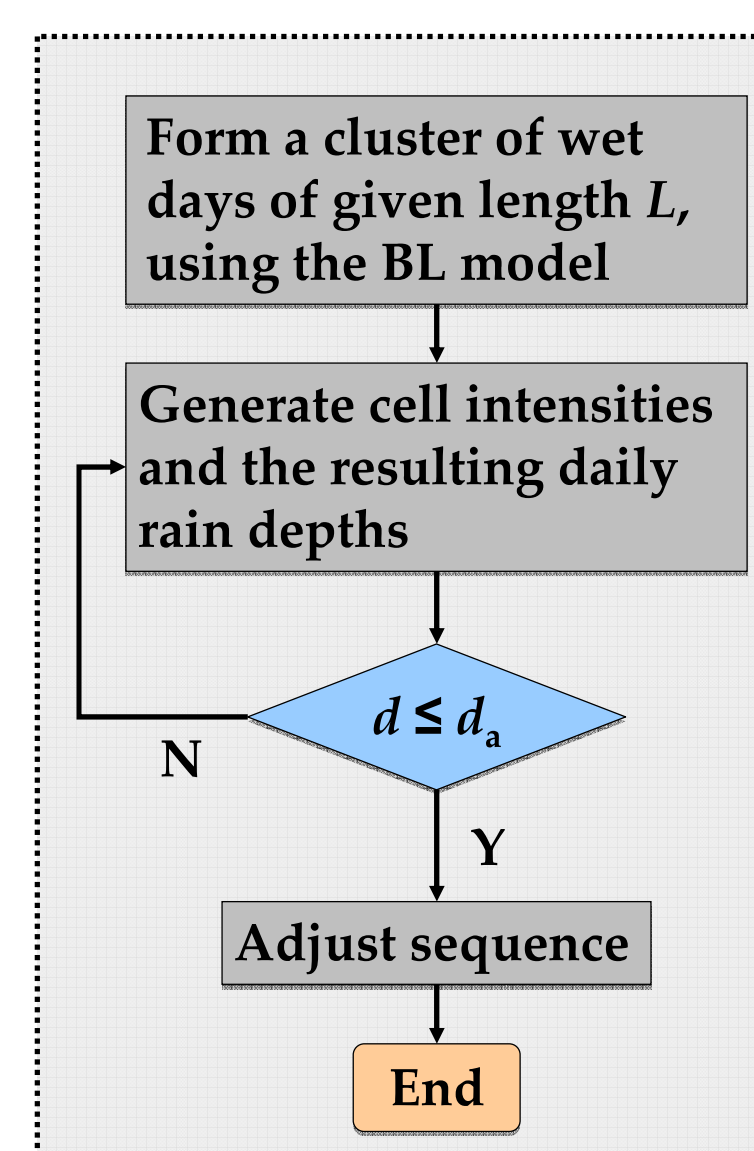 Form a cluster of wet
days of given length L,
using the BL model
Generate cell intensities
and the resulting daily
rain depths
d ≤ da
N
Y
Adjust sequence
End